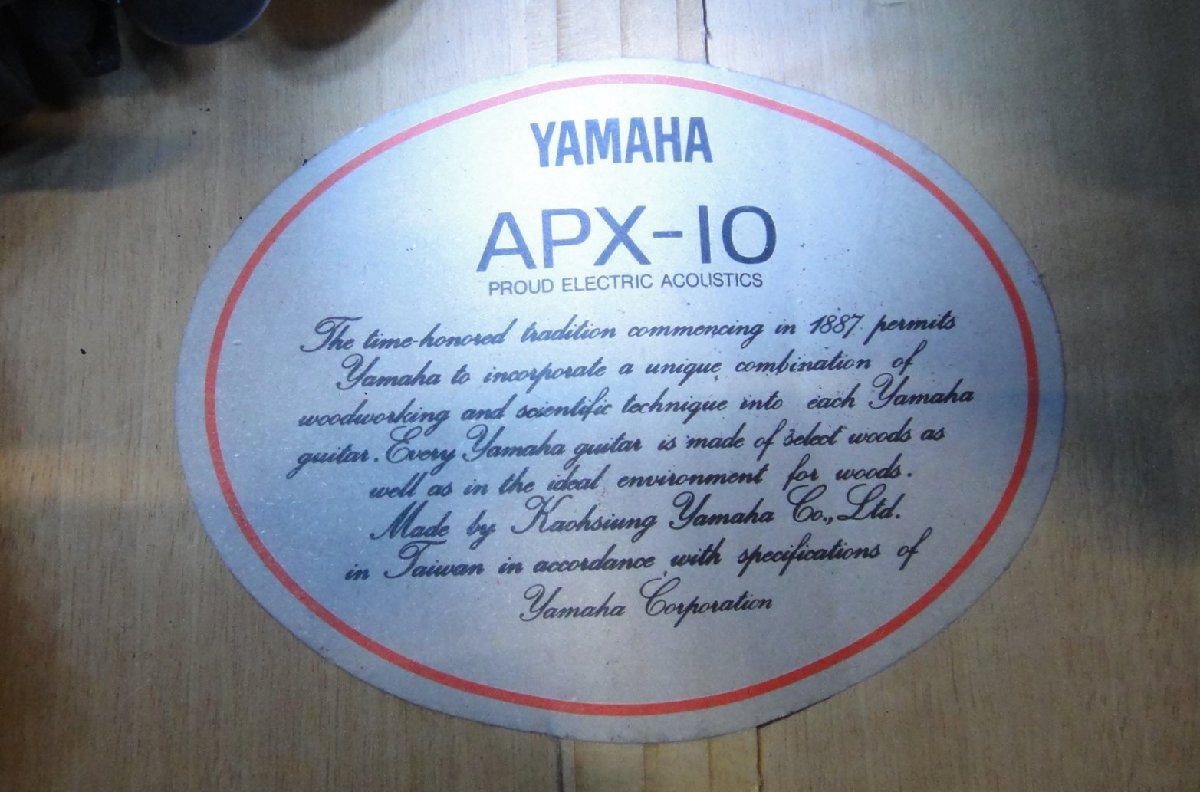 YAMAHA
APX-10
PROUD ELECTRIC ACOUSTICS
The time-honored tradition commencing in 1887 permits
Yamaha to incorporate a unique combination of
woodworking and scientific technique into each Yamaha
guitar. Every Yamaha guitar is made of select woods as
well as in the ideal environment for woods.
Made by Kaohsiung Yamaha Co., Ltd.
in Taiwan in accordance with specifications of
Yamaha Corporation